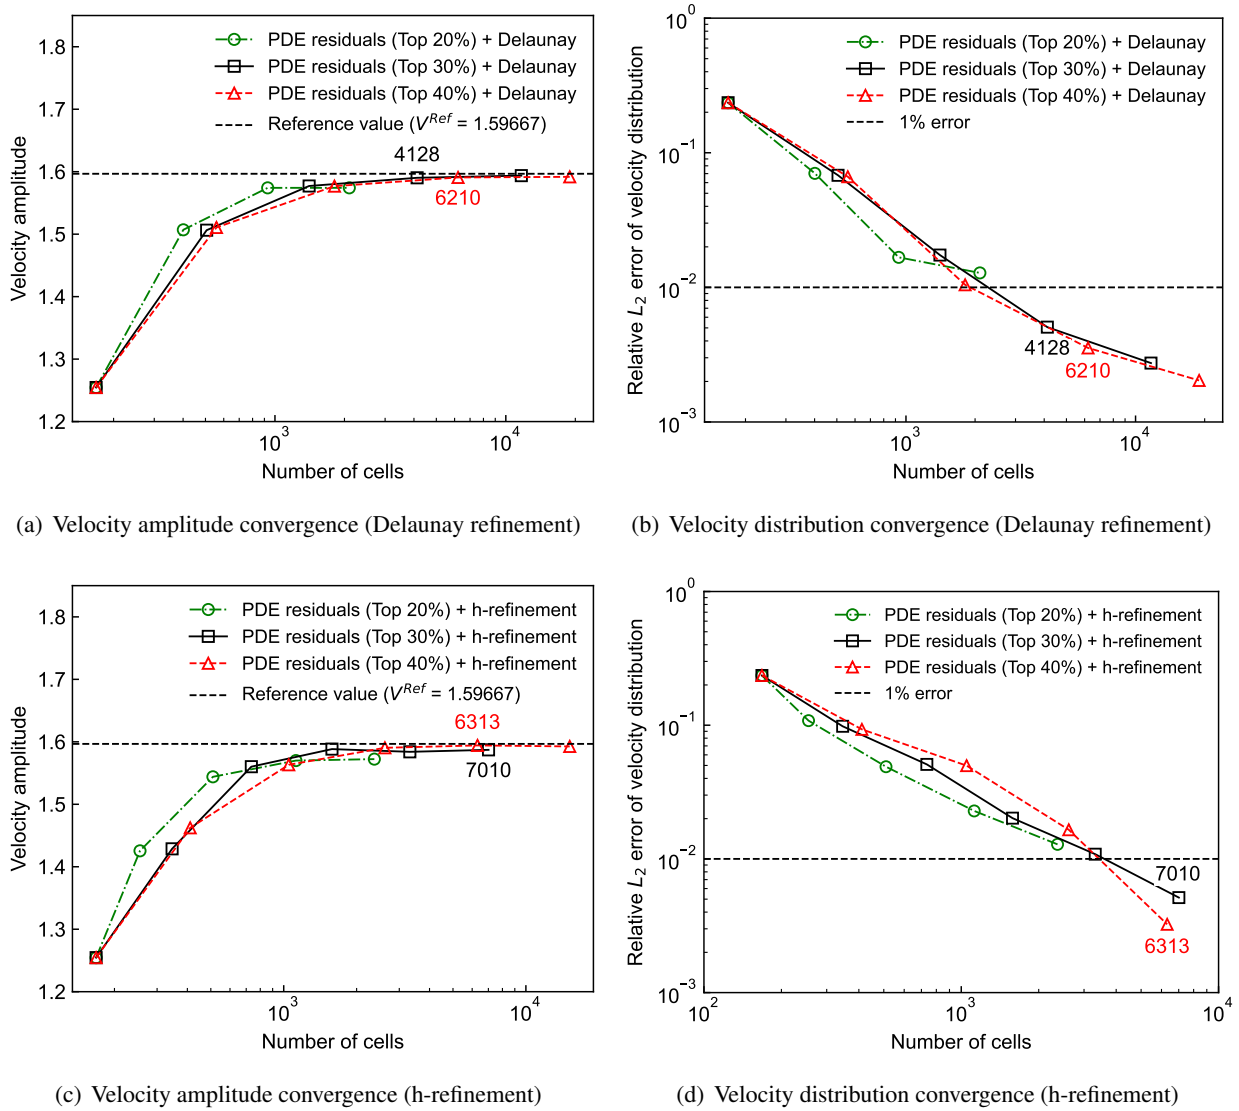 1.8
1.7
1.6
1.5
1.4
1.3
1.2
Velocity amplitude
PDE residuals (Top 20%) + Delaunay
PDE residuals (Top 30%) + Delaunay
PDE residuals (Top 40%) + Delaunay
Reference value (V^Ref = 1.59667)
4128
6210
10^3 10^4
Number of cells
(a) Velocity amplitude convergence (Delaunay refinement)
10^0
10^−1
10^−2
10^−3
Relative L_2 error of velocity distribution
PDE residuals (Top 20%) + Delaunay
PDE residuals (Top 30%) + Delaunay
PDE residuals (Top 40%) + Delaunay
1% error
4128
6210
10^3 10^4
Number of cells
(b) Velocity distribution convergence (Delaunay refinement)
1.8
1.7
1.6
1.5
1.4
1.3
1.2
Velocity amplitude
PDE residuals (Top 20%) + h-refinement
PDE residuals (Top 30%) + h-refinement
PDE residuals (Top 40%) + h-refinement
Reference value (V^Ref = 1.59667)
6313
7010
10^3 10^4
Number of cells
(c) Velocity amplitude convergence (h-refinement)
10^0
10^−1
10^−2
10^−3
Relative L_2 error of velocity distribution
PDE residuals (Top 20%) + h-refinement
PDE residuals (Top 30%) + h-refinement
PDE residuals (Top 40%) + h-refinement
1% error
7010
6313
10^2 10^3 10^4
Number of cells
(d) Velocity distribution convergence (h-refinement)